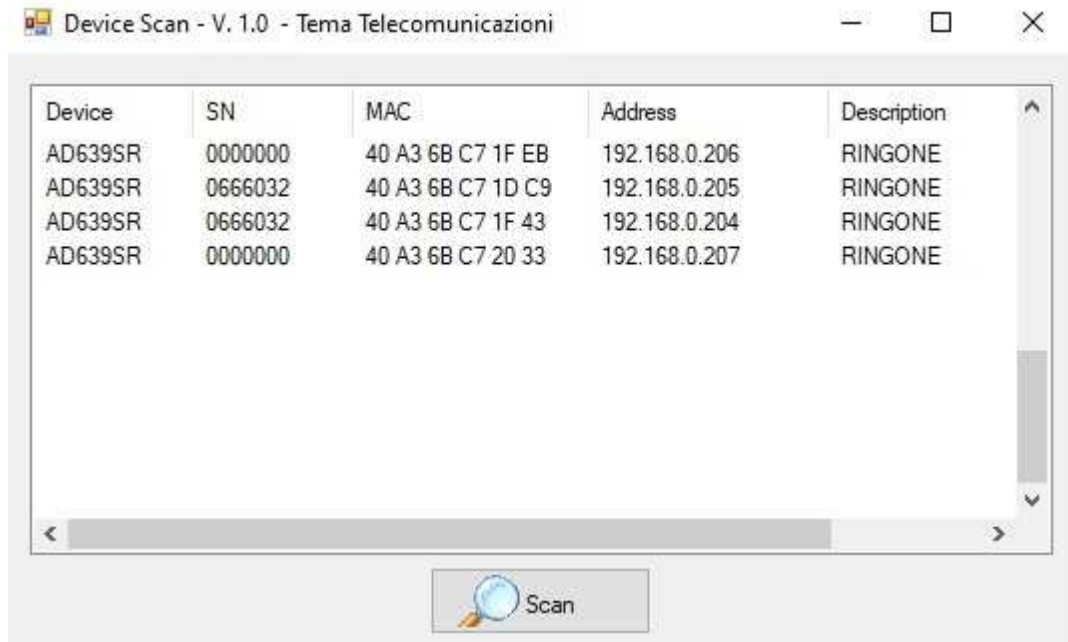 Device Scan - V. 1.0 - Tema Telecomunicazioni
Device SN MAC Address Description
AD639SR 0000000 40 A3 6B C7 1F EB 192.168.0.206 RINGONE
AD639SR 0666032 40 A3 6B C7 1D C9 192.168.0.205 RINGONE
AD639SR 0666032 40 A3 6B C7 1F 43 192.168.0.204 RINGONE
AD639SR 0000000 40 A3 6B C7 20 33 192.168.0.207 RINGONE
Scan